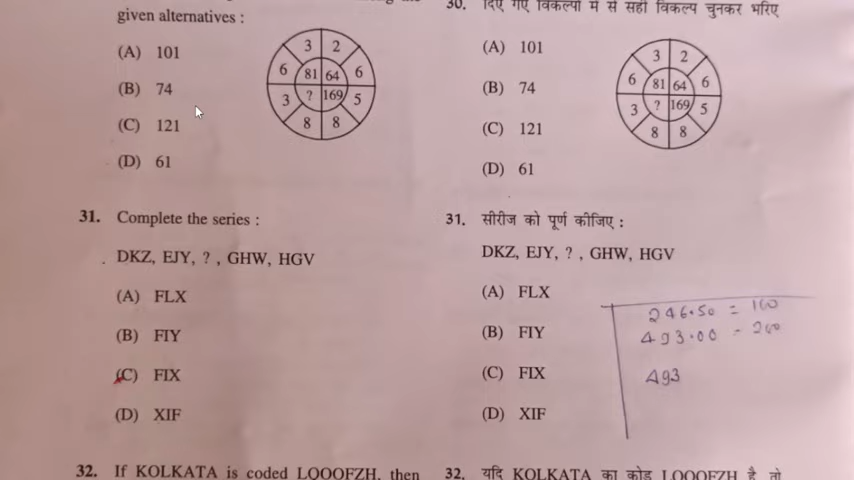 given alternatives :
(A) 101
(B) 74
(C) 121
(D) 61
3 2
6 81 64 6
3 ? 169 5
8 8
31. Complete the series :
DKZ, EJY, ? , GHW, HGV
(A) FLX
(B) FIY
(C) FIX
(D) XIF
32. If KOLKATA is coded LQOOFZH, then
30. दिए गए विकल्पों में से सही विकल्प चुनकर भरिए
(A) 101
(B) 74
(C) 121
(D) 61
3 2
6 81 64 6
3 ? 169 5
8 8
31. सीरीज को पूर्ण कीजिए :
DKZ, EJY, ? , GHW, HGV
(A) FLX
(B) FIY
(C) FIX
(D) XIF
246.50 = 160
493.00 = 260
493
32. यदि KOLKATA का कोड LQOOFZH है, तो